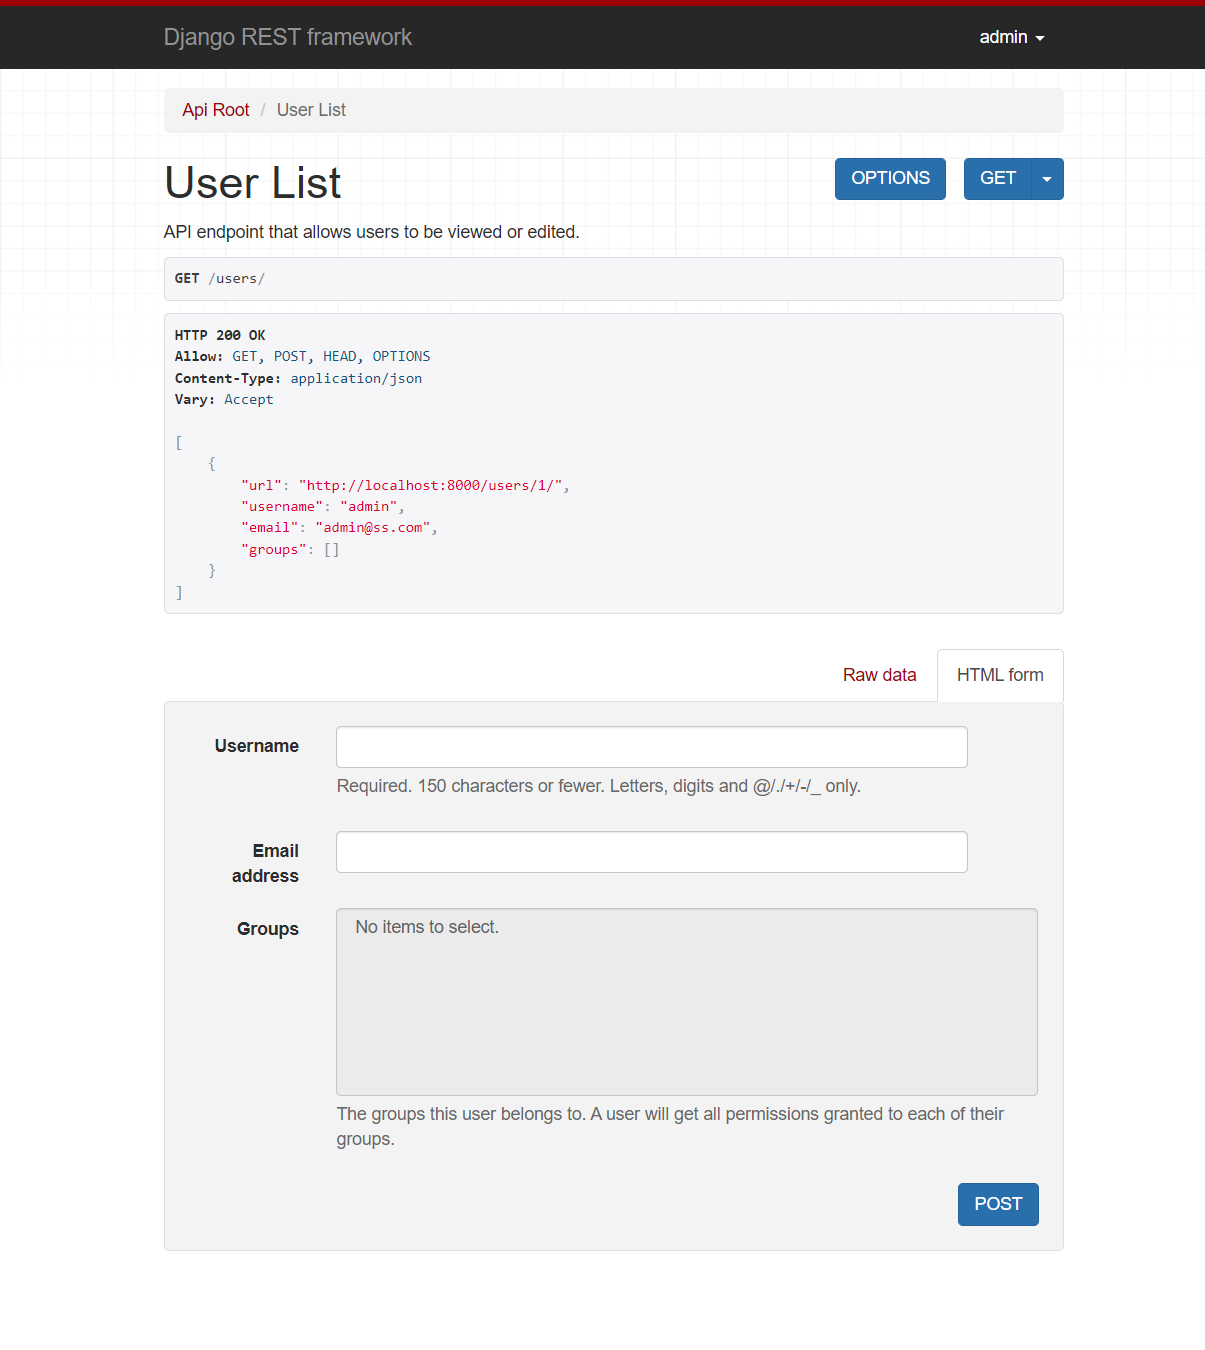 Django REST framework
admin
Api Root / User List
User List
OPTIONS
GET
API endpoint that allows users to be viewed or edited.
GET /users/
HTTP 200 OK
Allow: GET, POST, HEAD, OPTIONS
Content-Type: application/json
Vary: Accept
[
    {
        "url": "http://localhost:8000/users/1/",
        "username": "admin",
        "email": "admin@ss.com",
        "groups": []
    }
]
Raw data
HTML form
Username
Required. 150 characters or fewer. Letters, digits and @/./+/-/_ only.
Email
address
Groups
No items to select.
The groups this user belongs to. A user will get all permissions granted to each of their
groups.
POST